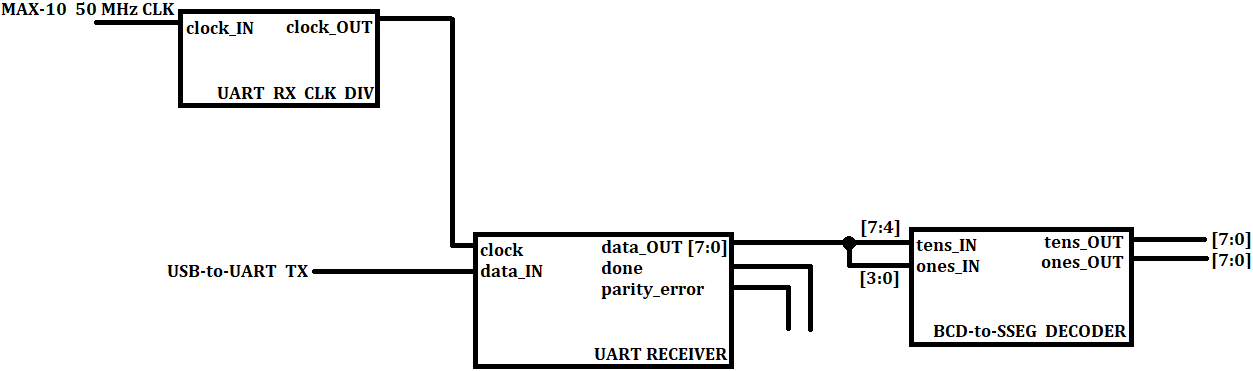 MAX-10 50 MHz CLK
clock_IN
clock_OUT
UART RX CLK DIV
USB-to-UART TX
clock
data_IN
data_OUT [7:0]
done
parity_error
UART RECEIVER
[7:4]
[3:0]
tens_IN
ones_IN
tens_OUT
ones_OUT
BCD-to-SSEG DECODER
[7:0]
[7:0]